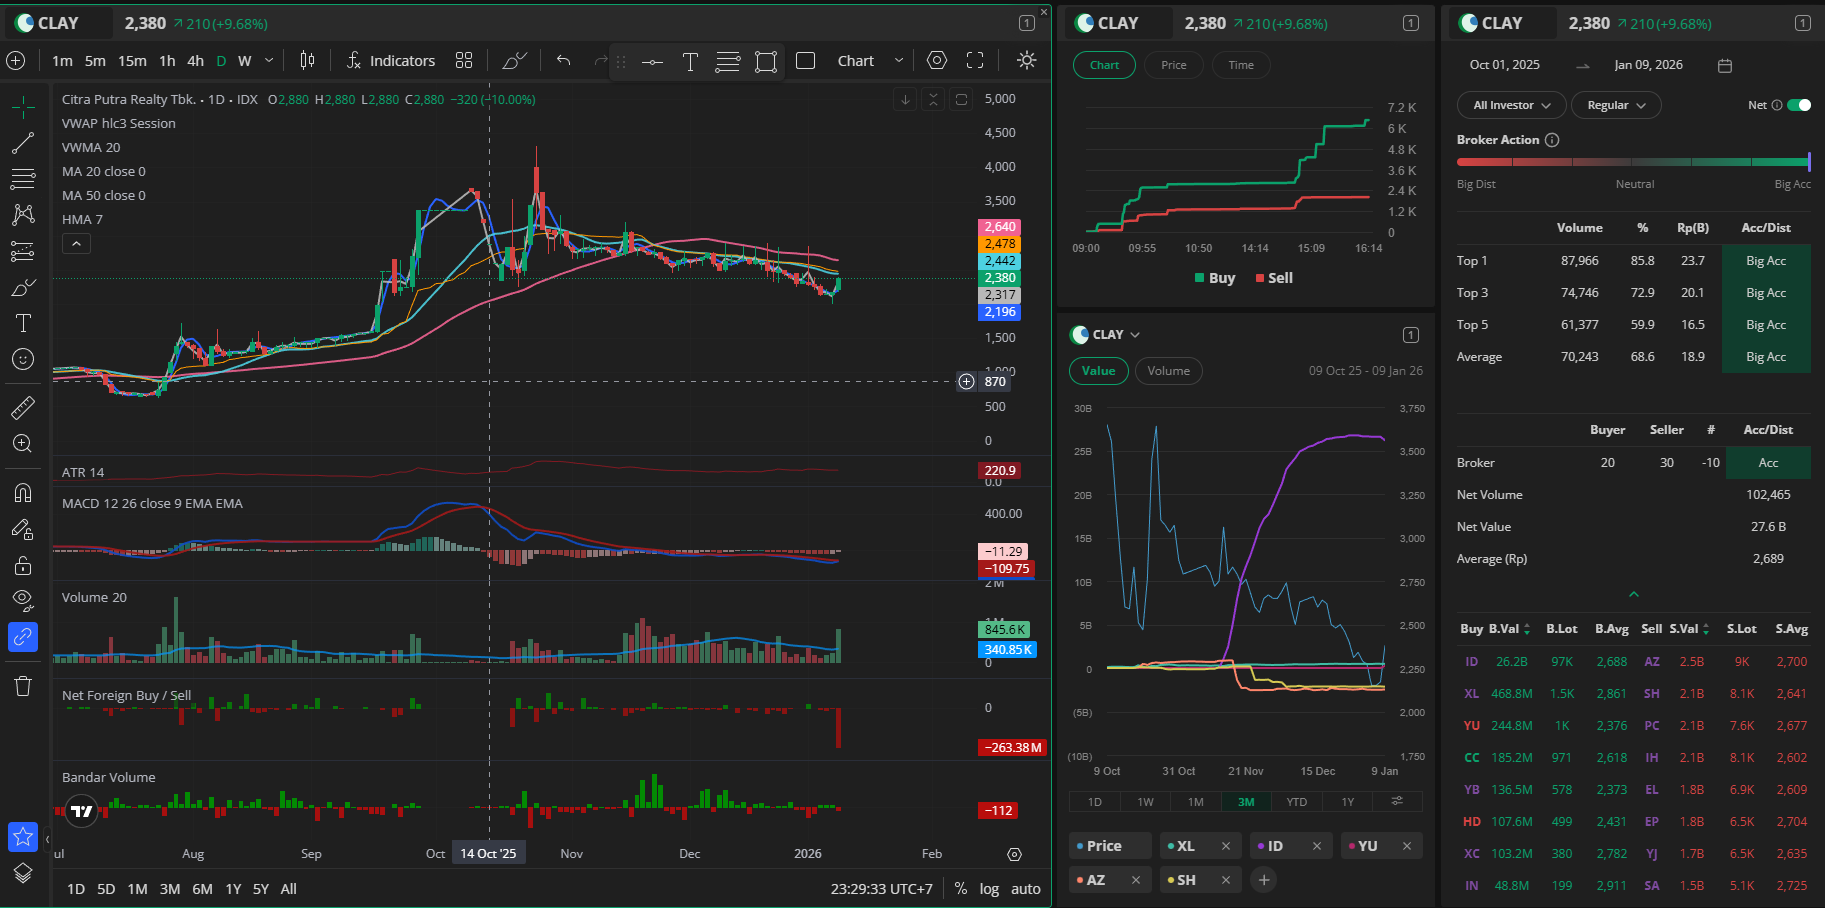 CLAY 2,380 210 (+9.68%) 1
1m 5m 15m 1h 4h D W Indicators Chart
Citra Putra Realty Tbk. · 1D · IDX O2,880 H2,880 L2,880 C2,880 −320 (−10.00%)
VWAP hlc3 Session
VWMA 20
MA 20 close 0
MA 50 close 0
HMA 7
5,000
4,500
4,000
3,500
2,640
2,478
2,442
2,380
2,317
2,196
1,500
1,000
870
500
0
ATR 14
220.9
0.0
MACD 12 26 close 9 EMA EMA
400.00
−11.29
−109.75
Volume 20
2 M
1 M
845.6 K
340.85 K
0
Net Foreign Buy / Sell
0
−263.38 M
Bandar Volume
−112
ul Aug Sep Oct 14 Oct '25 Nov Dec 2026 Feb
1D 5D 1M 3M 6M 1Y 5Y All 23:29:33 UTC+7 % log auto
CLAY 2,380 210 (+9.68%) 1
Chart Price Time
7.2 K
6 K
4.8 K
3.6 K
2.4 K
1.2 K
0
09:00 09:55 10:50 14:14 15:09 16:14
Buy Sell
CLAY 1
Value Volume 09 Oct 25 - 09 Jan 26
30B 3,750
25B 3,500
20B 3,250
15B 3,000
10B 2,750
5B 2,500
0 2,250
(5B) 2,000
(10B) 1,750
9 Oct 31 Oct 21 Nov 15 Dec 9 Jan
1D 1W 1M 3M YTD 1Y
Price XL × ID × YU ×
AZ × SH × +
CLAY 2,380 210 (+9.68%) 1
Oct 01, 2025 Jan 09, 2026
All Investor Regular Net
Broker Action
Big Dist Neutral Big Acc
Volume % Rp(B) Acc/Dist
Top 1 87,966 85.8 23.7 Big Acc
Top 3 74,746 72.9 20.1 Big Acc
Top 5 61,377 59.9 16.5 Big Acc
Average 70,243 68.6 18.9 Big Acc
Buyer Seller # Acc/Dist
Broker 20 30 -10 Acc
Net Volume 102,465
Net Value 27.6 B
Average (Rp) 2,689
Buy B.Val B.Lot B.Avg Sell S.Val S.Lot S.Avg
ID 26.2B 97K 2,688 AZ 2.5B 9K 2,700
XL 468.8M 1.5K 2,861 SH 2.1B 8.1K 2,641
YU 244.8M 1K 2,376 PC 2.1B 7.6K 2,677
CC 185.2M 971 2,618 IH 2.1B 8.1K 2,602
YB 136.5M 578 2,373 EL 1.8B 6.9K 2,609
HD 107.6M 499 2,431 EP 1.8B 6.5K 2,704
XC 103.2M 380 2,782 YJ 1.7B 6.5K 2,635
IN 48.8M 199 2,911 SA 1.5B 5.1K 2,725